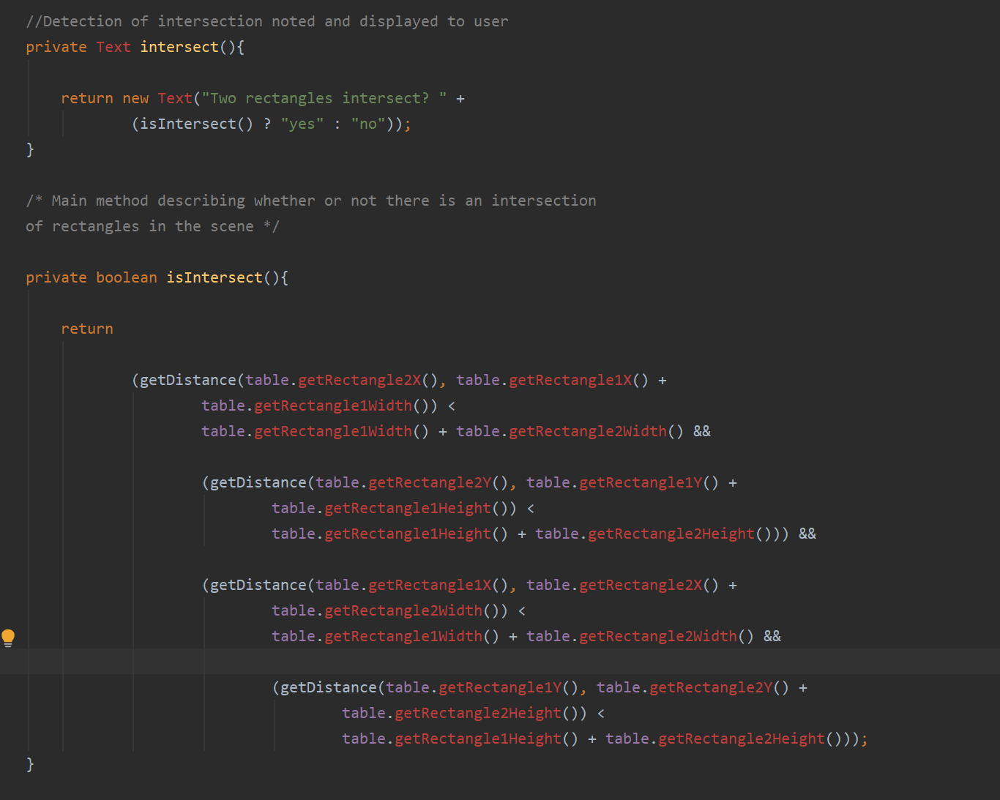 //Detection of intersection noted and displayed to user
private Text intersect(){
return new Text("Two rectangles intersect? " +
(isIntersect() ? "yes" : "no"));
}
/* Main method describing whether or not there is an intersection
of rectangles in the scene */
private boolean isIntersect(){
return
(getDistance(table.getRectangle2X(), table.getRectangle1X() +
table.getRectangle1Width()) <
table.getRectangle1Width() + table.getRectangle2Width() &&
(getDistance(table.getRectangle2Y(), table.getRectangle1Y() +
table.getRectangle1Height()) <
table.getRectangle1Height() + table.getRectangle2Height())) &&
(getDistance(table.getRectangle1X(), table.getRectangle2X() +
table.getRectangle2Width()) <
table.getRectangle1Width() + table.getRectangle2Width() &&
(getDistance(table.getRectangle1Y(), table.getRectangle2Y() +
table.getRectangle2Height()) <
table.getRectangle1Height() + table.getRectangle2Height()));
}